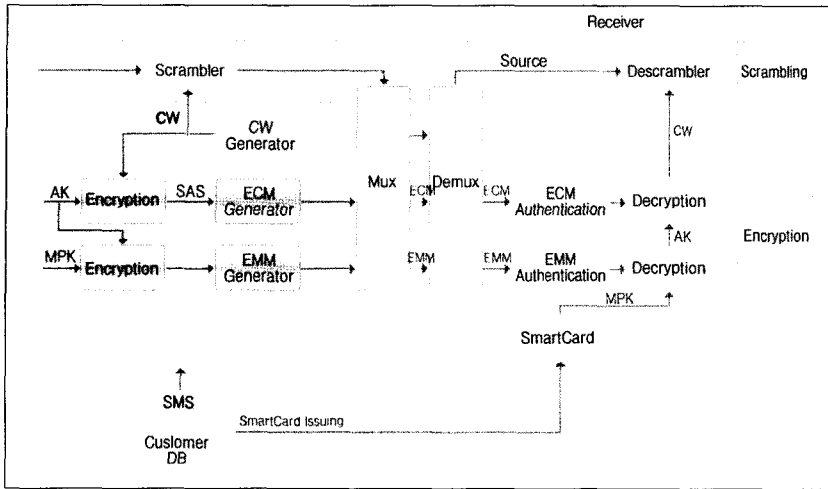 Receiver
Scrambler
Source
Descrambler
Scrambling
CW
CW
Generator
CW
Mux
Demux
AK
Encryption
SAS
ECM
Generator
ECM
ECM
ECM
Authentication
Decryption
AK
Encryption
MPK
Encryption
EMM
Generator
EMM
EMM
EMM
Authentication
Decryption
MPK
SmartCard
SMS
SmartCard Issuing
Customer
DB